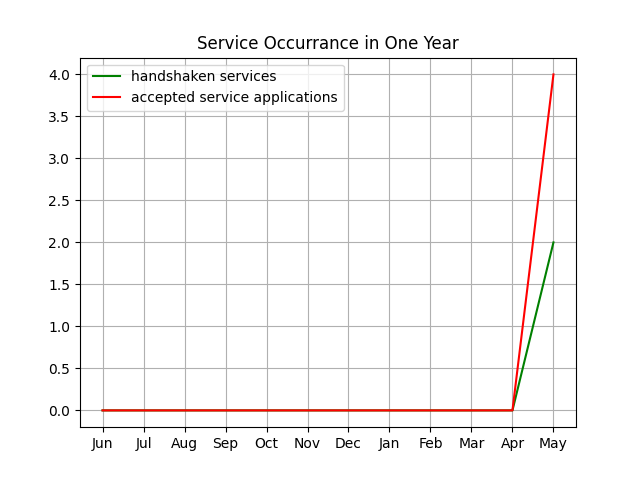 Service Occurrance in One Year
handshaken services
accepted service applications
4.0
3.5
3.0
2.5
2.0
1.5
1.0
0.5
0.0
Jun Jul Aug Sep Oct Nov Dec Jan Feb Mar Apr May